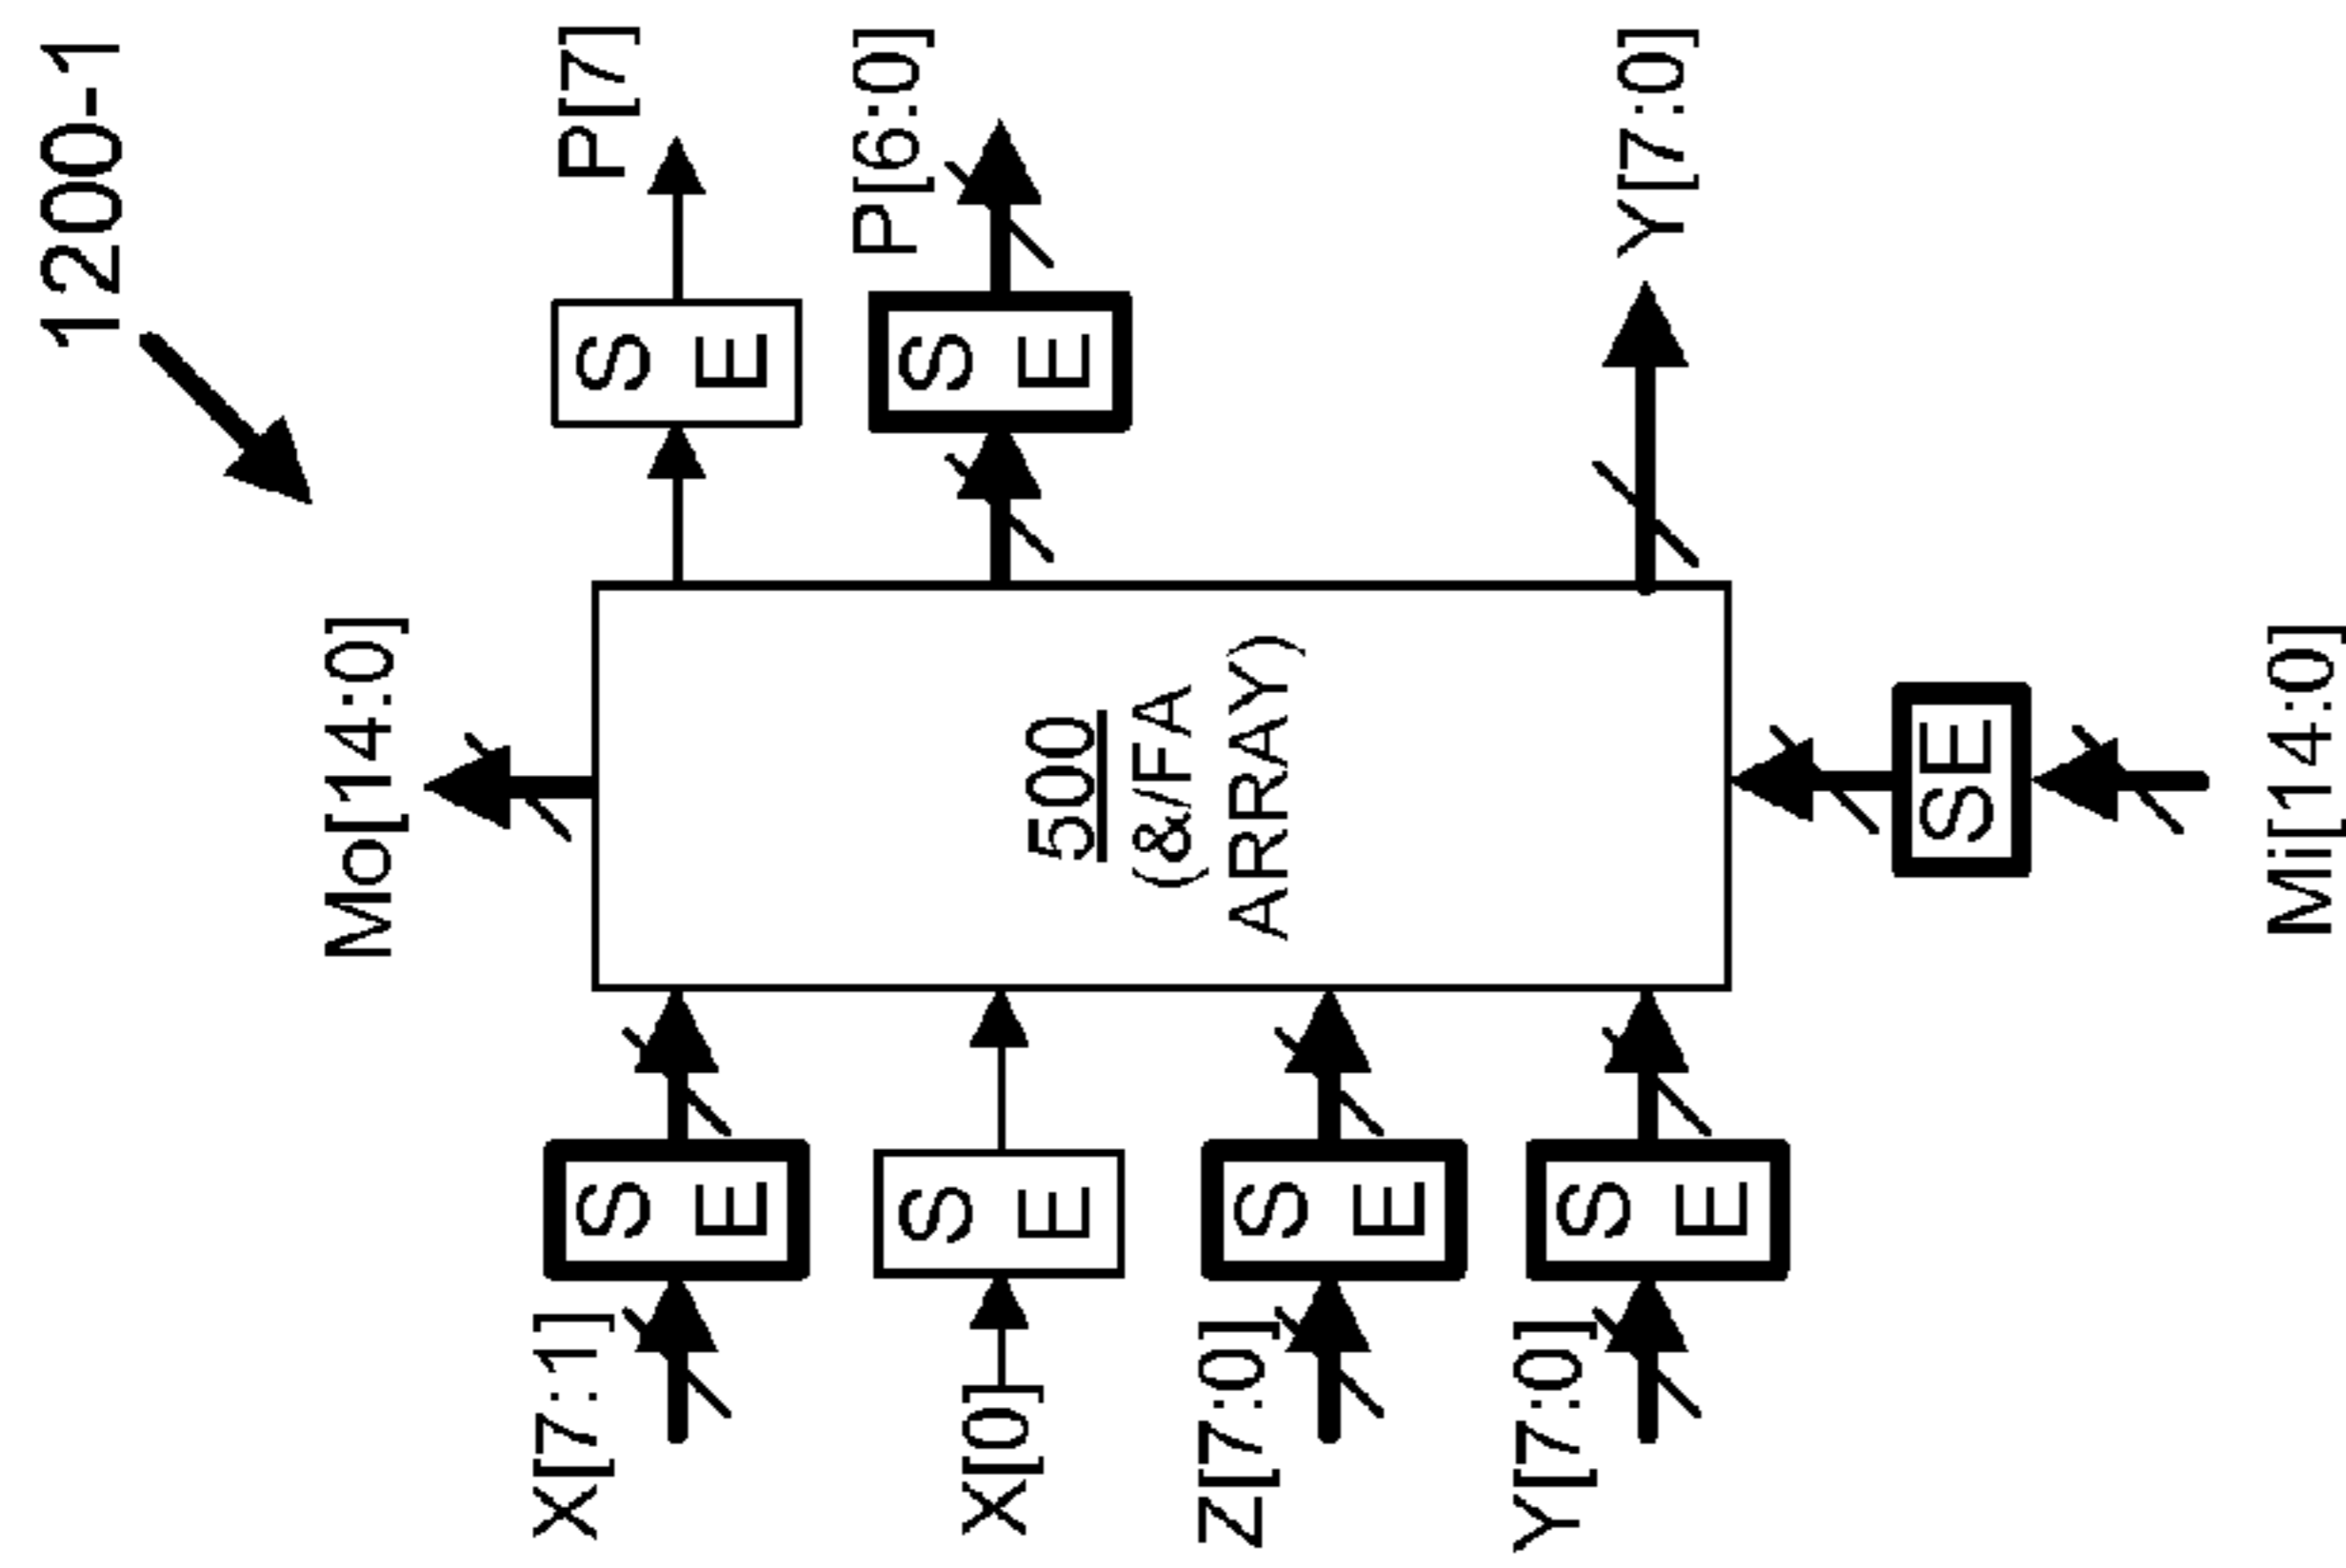 1200-1
Mo[14:0]
X[7:1]
S
E
S
E
P[7]
X[0]
S
E
S
E
P[6:0]
500
(&/FA
ARRAY)
Z[7:0]
S
E
Y[7:0]
S
E
Y[7:0]
SE
Mi[14:0]